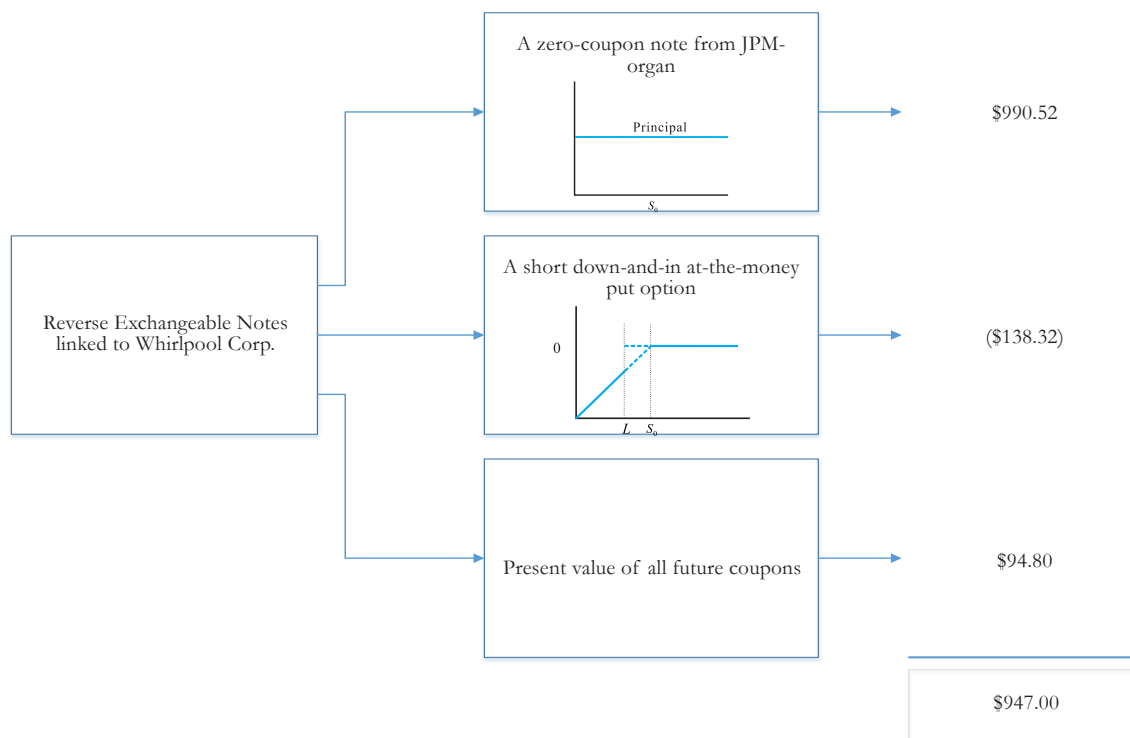 A zero-coupon note from JPM-
organ
Principal
S₀
$990.52
Reverse Exchangeable Notes
linked to Whirlpool Corp.
A short down-and-in at-the-money
put option
0
L S₀
($138.32)
Present value of all future coupons
$94.80
$947.00